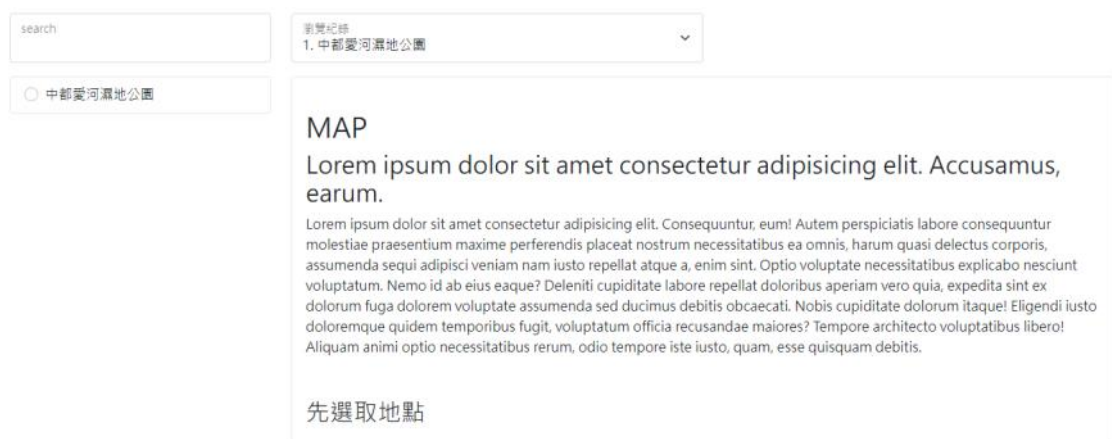 search
瀏覽紀錄
1. 中都愛河濕地公園
中都愛河濕地公園
MAP
Lorem ipsum dolor sit amet consectetur adipisicing elit. Accusamus,
earum.
Lorem ipsum dolor sit amet consectetur adipisicing elit. Consequuntur, eum! Autem perspiciatis labore consequuntur
molestiae praesentium maxime perferendis placeat nostrum necessitatibus ea omnis, harum quasi delectus corporis,
assumenda sequi adipisci veniam nam iusto repellat atque a, enim sint. Optio voluptate necessitatibus explicabo nesciunt
voluptatum. Nemo id ab eius eaque? Deleniti cupiditate labore repellat doloribus aperiam vero quia, expedita sint ex
dolorum fuga dolorem voluptate assumenda sed ducimus debitis obcaecati. Nobis cupiditate dolorum itaque! Eligendi iusto
doloremque quidem temporibus fugit, voluptatum officia recusandae maiores? Tempore architecto voluptatibus libero!
Aliquam animi optio necessitatibus rerum, odio tempore iste iusto, quam, esse quisquam debitis.
先選取地點